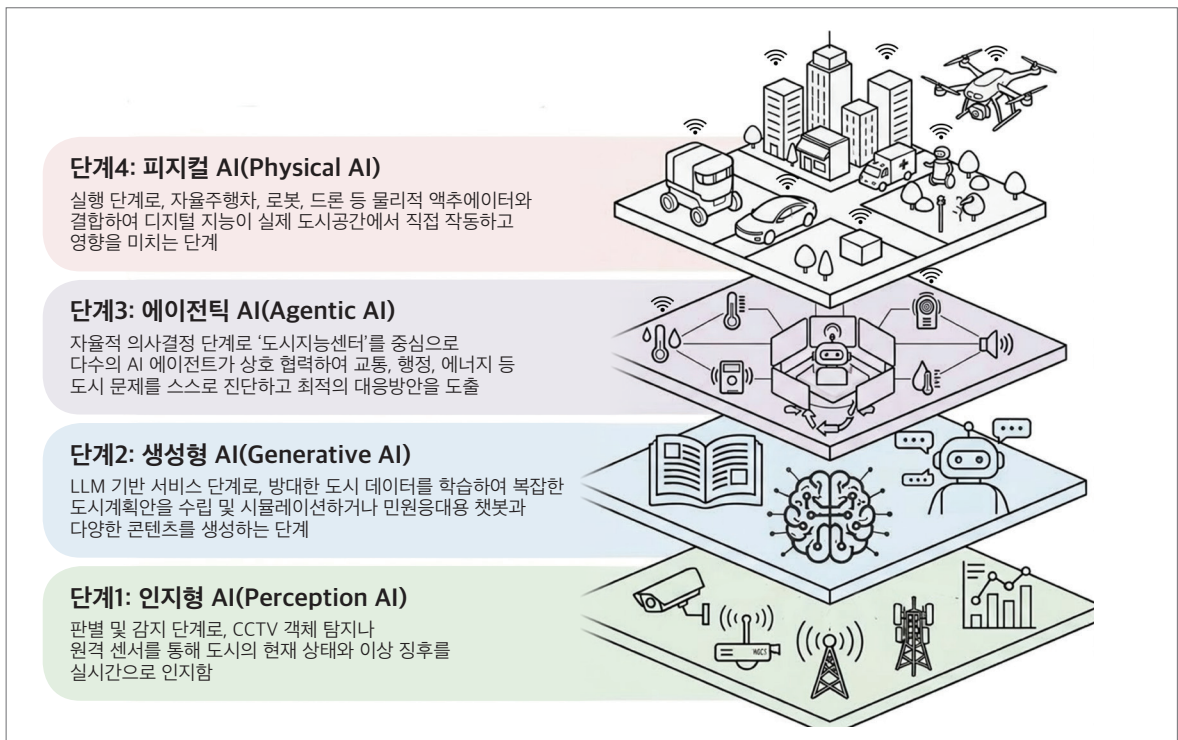 단계4: 피지컬 AI(Physical AI)
실행 단계로, 자율주행차, 로봇, 드론 등 물리적 액추에이터와
결합하여 디지털 지능이 실제 도시공간에서 직접 작동하고
영향을 미치는 단계
단계3: 에이전틱 AI(Agentic AI)
자율적 의사결정 단계로 ‘도시지능센터’를 중심으로
다수의 AI 에이전트가 상호 협력하여 교통, 행정, 에너지 등
도시 문제를 스스로 진단하고 최적의 대응방안을 도출
단계2: 생성형 AI(Generative AI)
LLM 기반 서비스 단계로, 방대한 도시 데이터를 학습하여 복잡한
도시계획안을 수립 및 시뮬레이션하거나 민원응대용 챗봇과
다양한 콘텐츠를 생성하는 단계
단계1: 인지형 AI(Perception AI)
판별 및 감지 단계로, CCTV 객체 탐지나
원격 센서를 통해 도시의 현재 상태와 이상 징후를
실시간으로 인지함